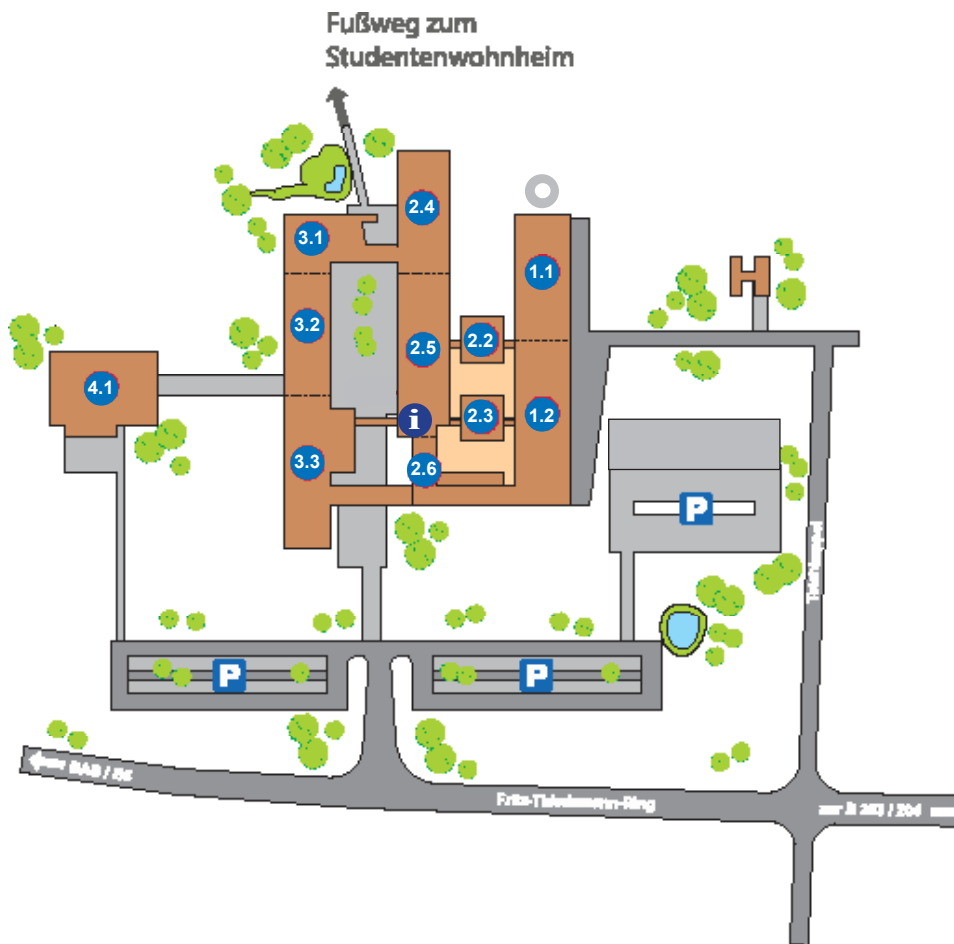 Fußweg zum
Studentenwohnheim
2.4
3.1
1.1
3.2
2.2
2.5
4.1
i
2.3
1.2
3.3
2.6
P
P
P
Fritz-Thiedemann-Ring